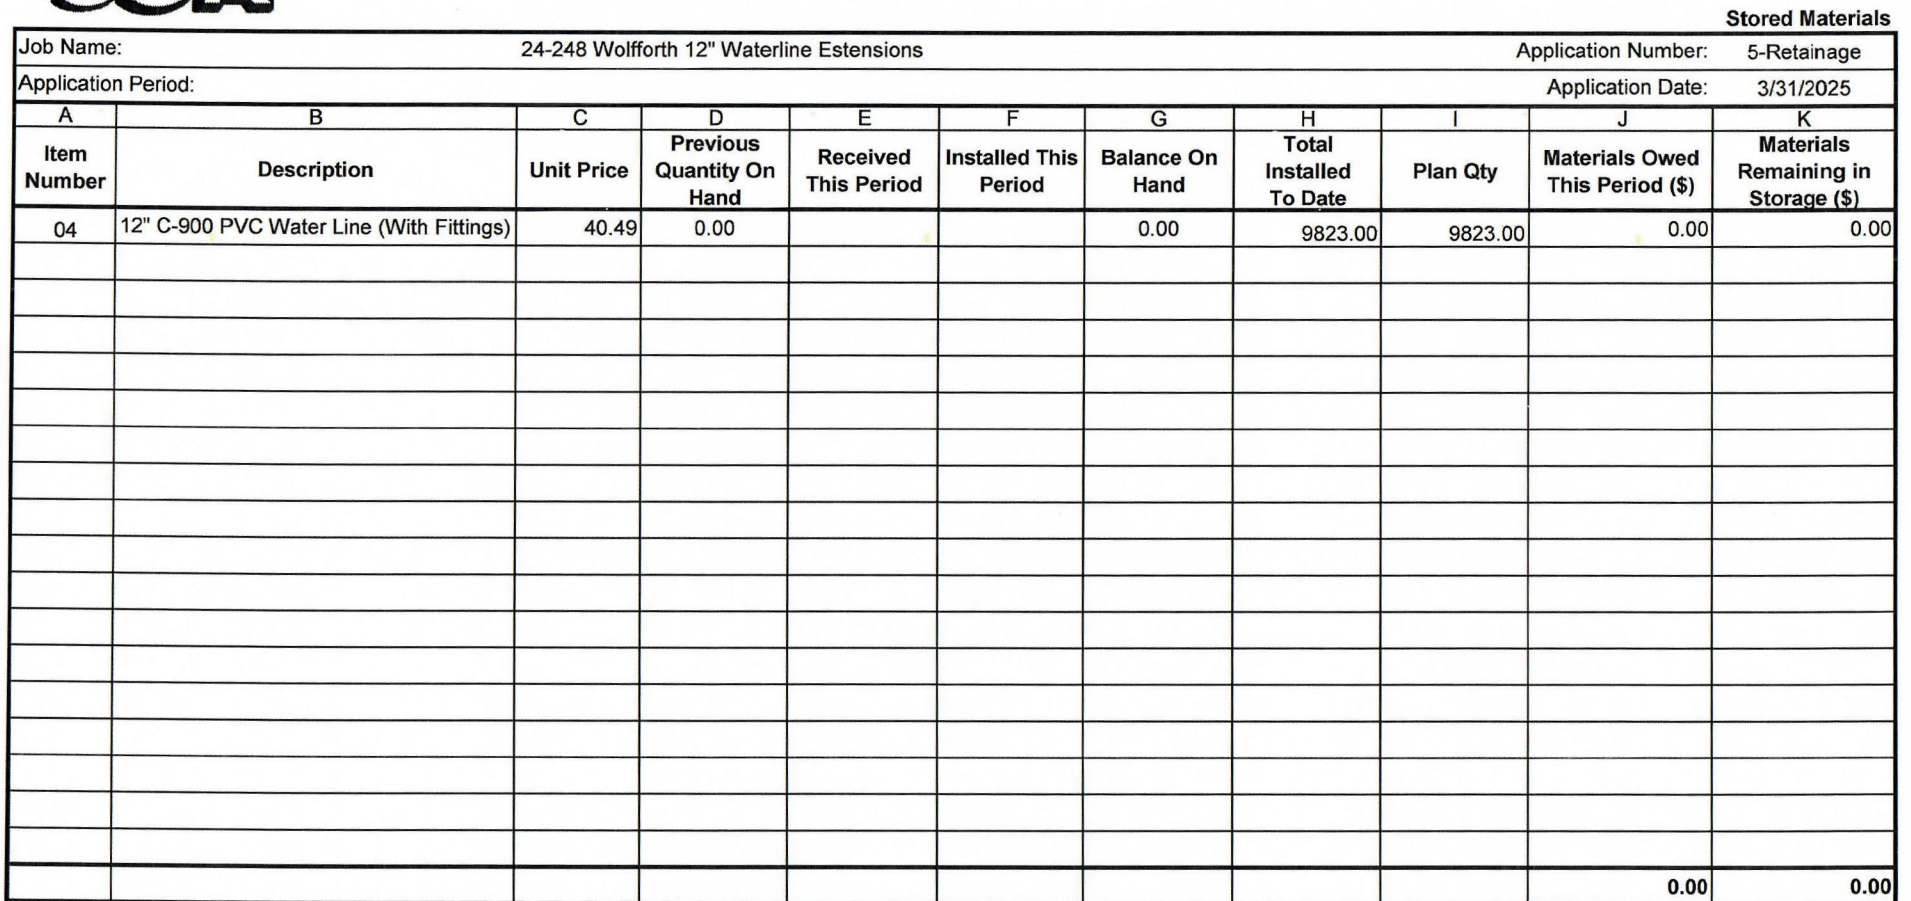 Stored Materials
Job Name: 24-248 Wolfforth 12" Waterline Estensions Application Number: 5-Retainage
Application Period: Application Date: 3/31/2025
A B C D E F G H I J K
Item Number Description Unit Price Previous Quantity On Hand Received This Period Installed This Period Balance On Hand Total Installed To Date Plan Qty Materials Owed This Period ($) Materials Remaining in Storage ($)
04 12" C-900 PVC Water Line (With Fittings) 40.49 0.00 0.00 9823.00 9823.00 0.00 0.00
0.00 0.00